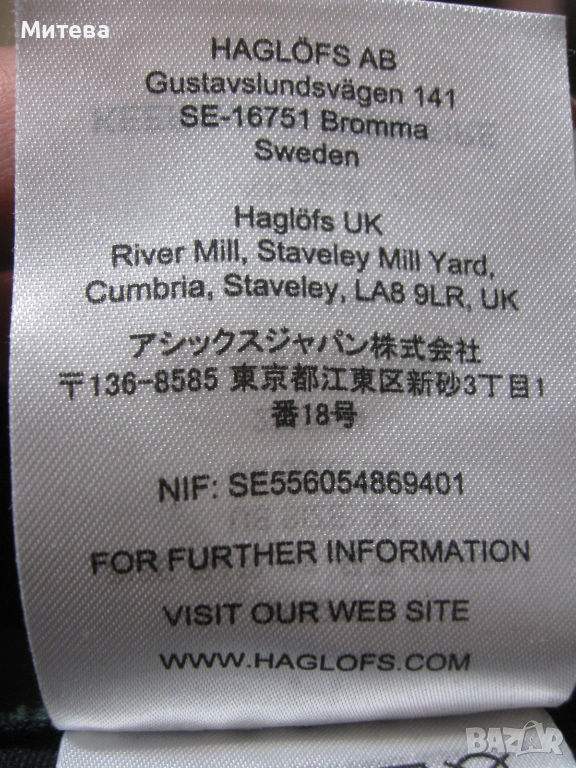 Митева
HAGLÖFS AB
Gustavslundsvägen 141
SE-16751 Bromma
Sweden
Haglöfs UK
River Mill, Staveley Mill Yard,
Cumbria, Staveley, LA8 9LR, UK
アシックスジャパン株式会社
〒136-8585 東京都江東区新砂3丁目1
番18号
NIF: SE556054869401
FOR FURTHER INFORMATION
VISIT OUR WEB SITE
WWW.HAGLOFS.COM
BAZAR